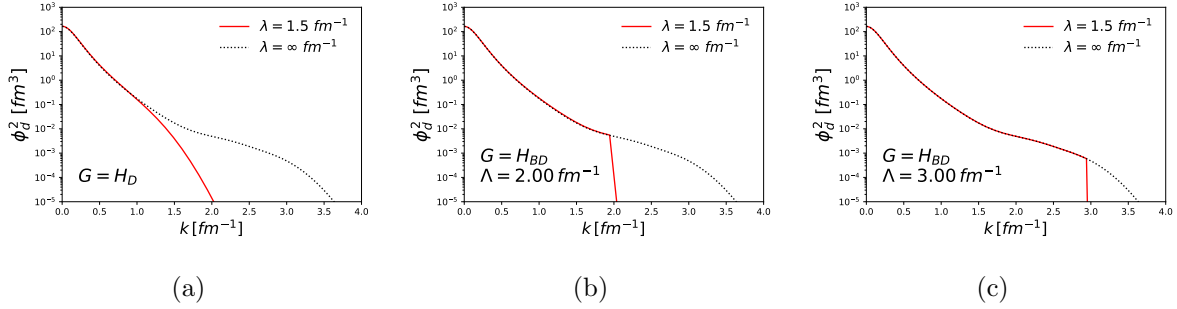 λ = 1.5 fm⁻¹
λ = ∞ fm⁻¹
G = H_D
ϕ_d² [fm³]
10²
10¹
10⁰
10⁻¹
10⁻²
10⁻³
10⁻⁴
10⁻⁵
0.0 0.5 1.0 1.5 2.0 2.5 3.0 3.5 4.0
k [fm⁻¹]
(a)
λ = 1.5 fm⁻¹
λ = ∞ fm⁻¹
G = H_BD
Λ = 2.00 fm⁻¹
ϕ_d² [fm³]
10²
10¹
10⁰
10⁻¹
10⁻²
10⁻³
10⁻⁴
10⁻⁵
0.0 0.5 1.0 1.5 2.0 2.5 3.0 3.5 4.0
k [fm⁻¹]
(b)
λ = 1.5 fm⁻¹
λ = ∞ fm⁻¹
G = H_BD
Λ = 3.00 fm⁻¹
ϕ_d² [fm³]
10²
10¹
10⁰
10⁻¹
10⁻²
10⁻³
10⁻⁴
10⁻⁵
0.0 0.5 1.0 1.5 2.0 2.5 3.0 3.5 4.0
k [fm⁻¹]
(c)